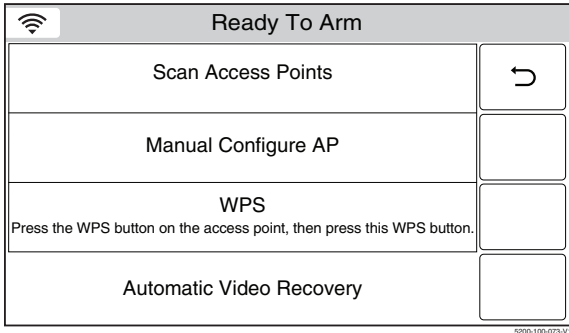 Ready To Arm
Scan Access Points
Manual Configure AP
WPS
Press the WPS button on the access point, then press this WPS button.
Automatic Video Recovery
5200-100-073-V